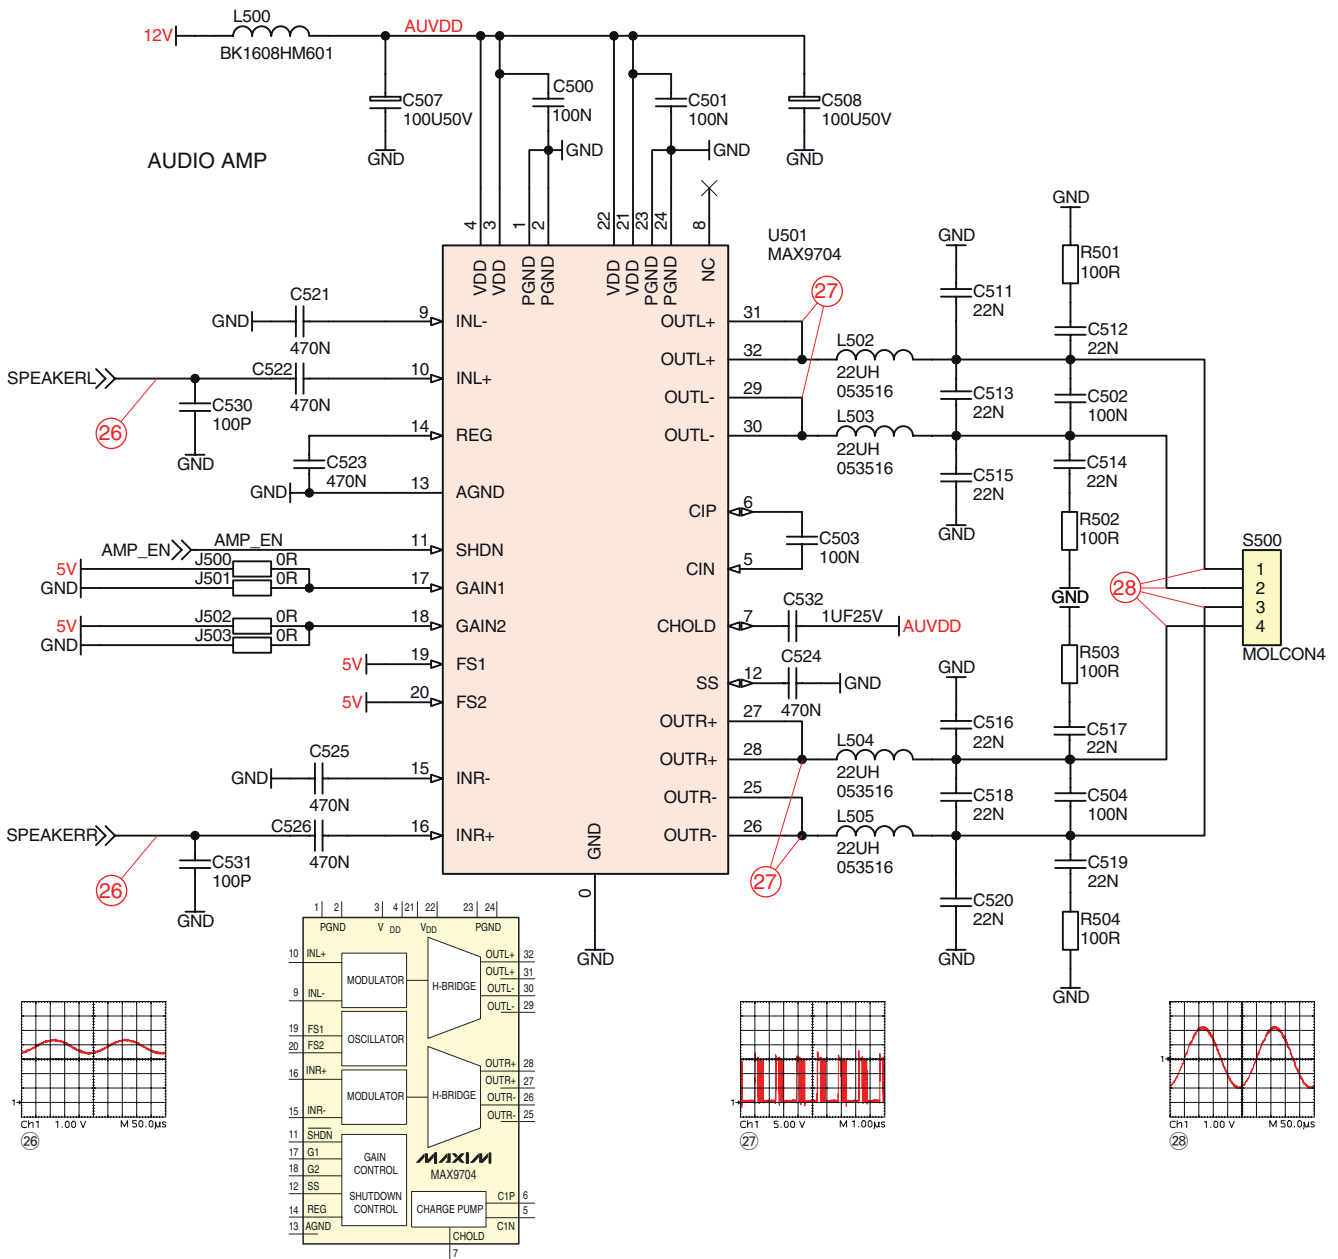 L500
12V
BK1608HM601
AUVDD
C507
100U50V
GND
C500
100N
GND
C501
100N
GND
C508
100U50V
GND
AUDIO AMP
4
3
1
2
22
21
23
24
8
VDD
VDD
PGND
PGND
VDD
VDD
PGND
PGND
NC
U501
MAX9704
GND C521 470N 9 INL-
SPEAKERL C522 470N 10 INL+
26
C530
100P
GND
14 REG
C523
470N
GND 13 AGND
AMP_EN AMP_EN 11 SHDN
5V J500 0R
GND J501 0R 17 GAIN1
5V J502 0R 18 GAIN2
GND J503 0R
5V 19 FS1
5V 20 FS2
C525
GND 470N 15 INR-
SPEAKERR C526 470N 16 INR+
26
C531
100P
GND
GND
0
GND
OUTL+ 31
27
OUTL+ 32
L502
22UH
053516
OUTL- 29
OUTL- 30
L503
22UH
053516
CIP 6
C503
100N
CIN 5
CHOLD 7
C532
1UF25V
AUVDD
SS 12
C524
470N
GND
OUTR+ 27
OUTR+ 28
L504
22UH
053516
OUTR- 25
OUTR- 26
L505
22UH
053516
27
GND
C511
22N
C513
22N
C515
22N
GND
GND
R501
100R
C512
22N
C502
100N
C514
22N
R502
100R
GND
R503
100R
C517
22N
C504
100N
C519
22N
R504
100R
GND
GND
C516
22N
C518
22N
C520
22N
GND
28
S500
1
2
3
4
MOLCON4
1 2 3 4 21 22 23 24
PGND V DD VDD PGND
10 INL+
9 INL-
19 FS1
20 FS2
16 INR+
15 INR-
11 SHDN
17 G1
18 G2
12 SS
14 REG
13 AGND
MODULATOR
H-BRIDGE
OSCILLATOR
MODULATOR
H-BRIDGE
GAIN
CONTROL
SHUTDOWN
CONTROL
MAXIM
MAX9704
CHARGE PUMP
OUTL+ 32
OUTL+ 31
OUTL- 30
OUTL- 29
OUTR+ 28
OUTR+ 27
OUTR- 26
OUTR- 25
C1P 6
5
C1N
CHOLD
7
1
Ch1 1.00 V M 50.0µs
26
1
Ch1 5.00 V M 1.00µs
27
1
Ch1 1.00 V M 50.0µs
28